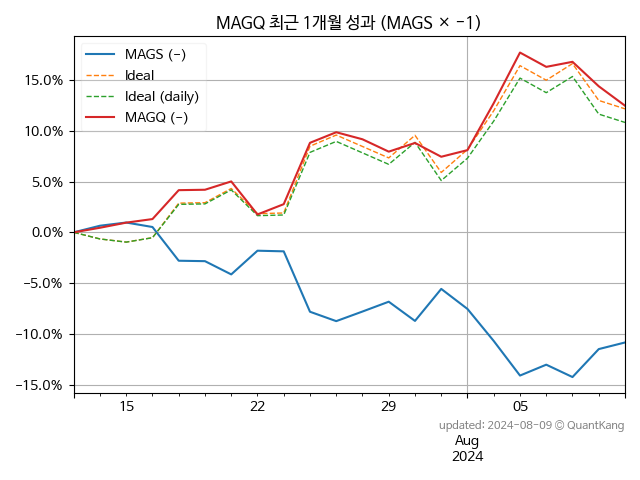 MAGQ 최근 1개월 성과 (MAGS × −1)
MAGS (−)
Ideal
Ideal (daily)
MAGQ (−)
15.0%
10.0%
5.0%
0.0%
−5.0%
−10.0%
−15.0%
15
22
29
05
updated: 2024-08-09 © QuantKang
Aug
2024